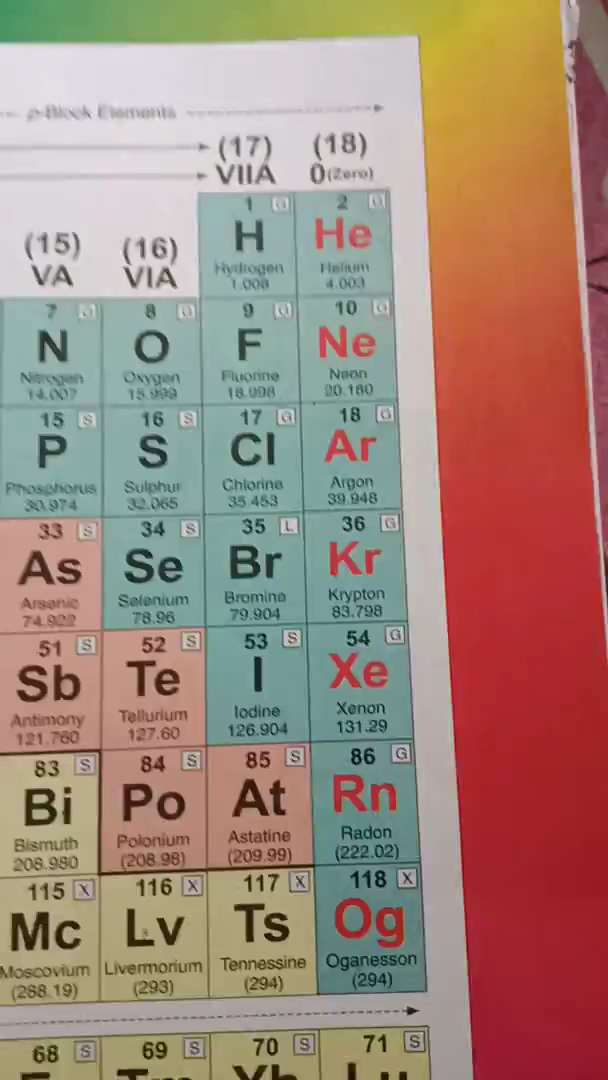 p-Block Elements
(17) (18)
VIIA 0(Zero)
(15) (16)
VA VIA
1 G 2 G
H He
Hydrogen Helium
1.008 4.003
7 G 8 G 9 G 10 G
N O F Ne
Nitrogen Oxygen Fluorine Neon
14.007 15.999 18.998 20.180
15 S 16 S 17 G 18 G
P S Cl Ar
Phosphorus Sulphur Chlorine Argon
30.974 32.065 35.453 39.948
33 S 34 S 35 L 36 G
As Se Br Kr
Arsenic Selenium Bromine Krypton
74.922 78.96 79.904 83.798
51 S 52 S 53 S 54 G
Sb Te I Xe
Antimony Tellurium Iodine Xenon
121.760 127.60 126.904 131.29
83 S 84 S 85 S 86 G
Bi Po At Rn
Bismuth Polonium Astatine Radon
208.980 (208.98) (209.99) (222.02)
115 X 116 X 117 X 118 X
Mc Lv Ts Og
Moscovium Livermorium Tennessine Oganesson
(288.19) (293) (294) (294)
68 S 69 S 70 S 71 S
Tm Yb Lu